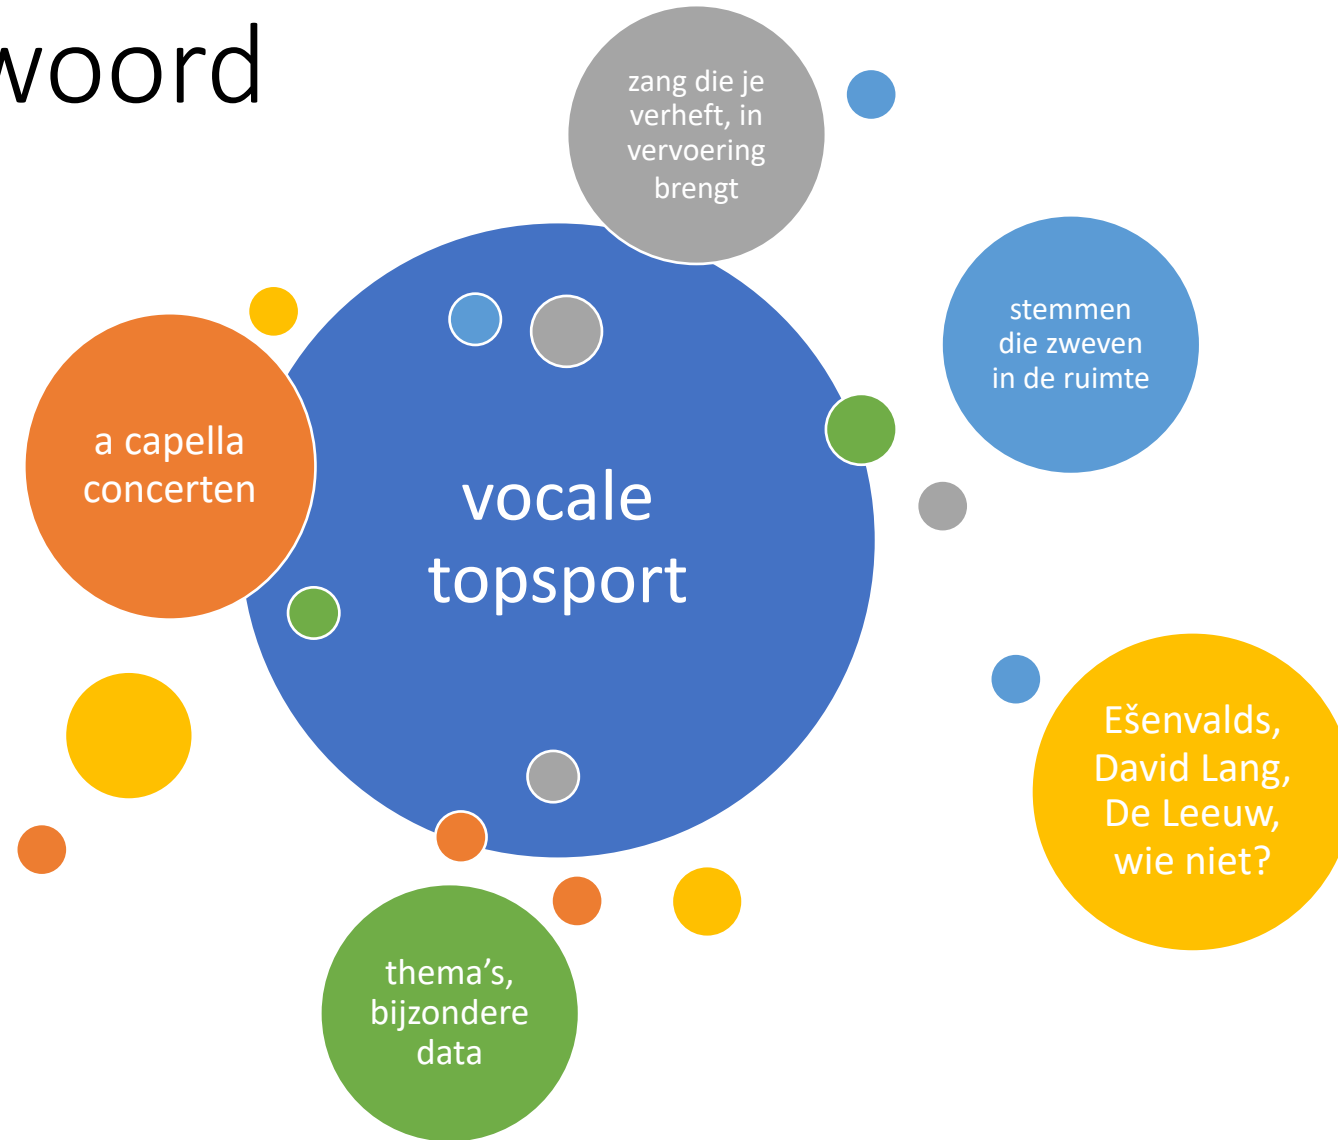 woord
zang die je
verheft, in
vervoering
brengt
stemmen
die zweven
in de ruimte
a capella
concerten
vocale
topsport
Ešenvalds,
David Lang,
De Leeuw,
wie niet?
thema’s,
bijzondere
data